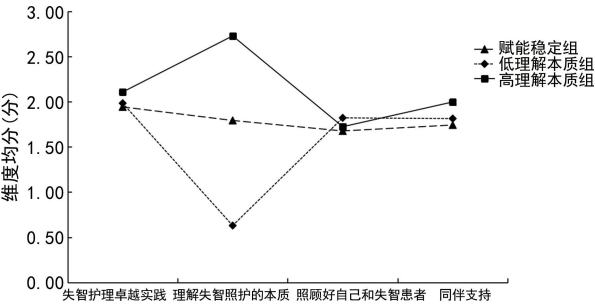 3.00
2.50
2.00
1.50
1.00
0.50
0.00
维度均分(分)
赋能稳定组
低理解本质组
高理解本质组
失智护理卓越实践 理解失智照护的本质 照顾好自己和失智患者 同伴支持